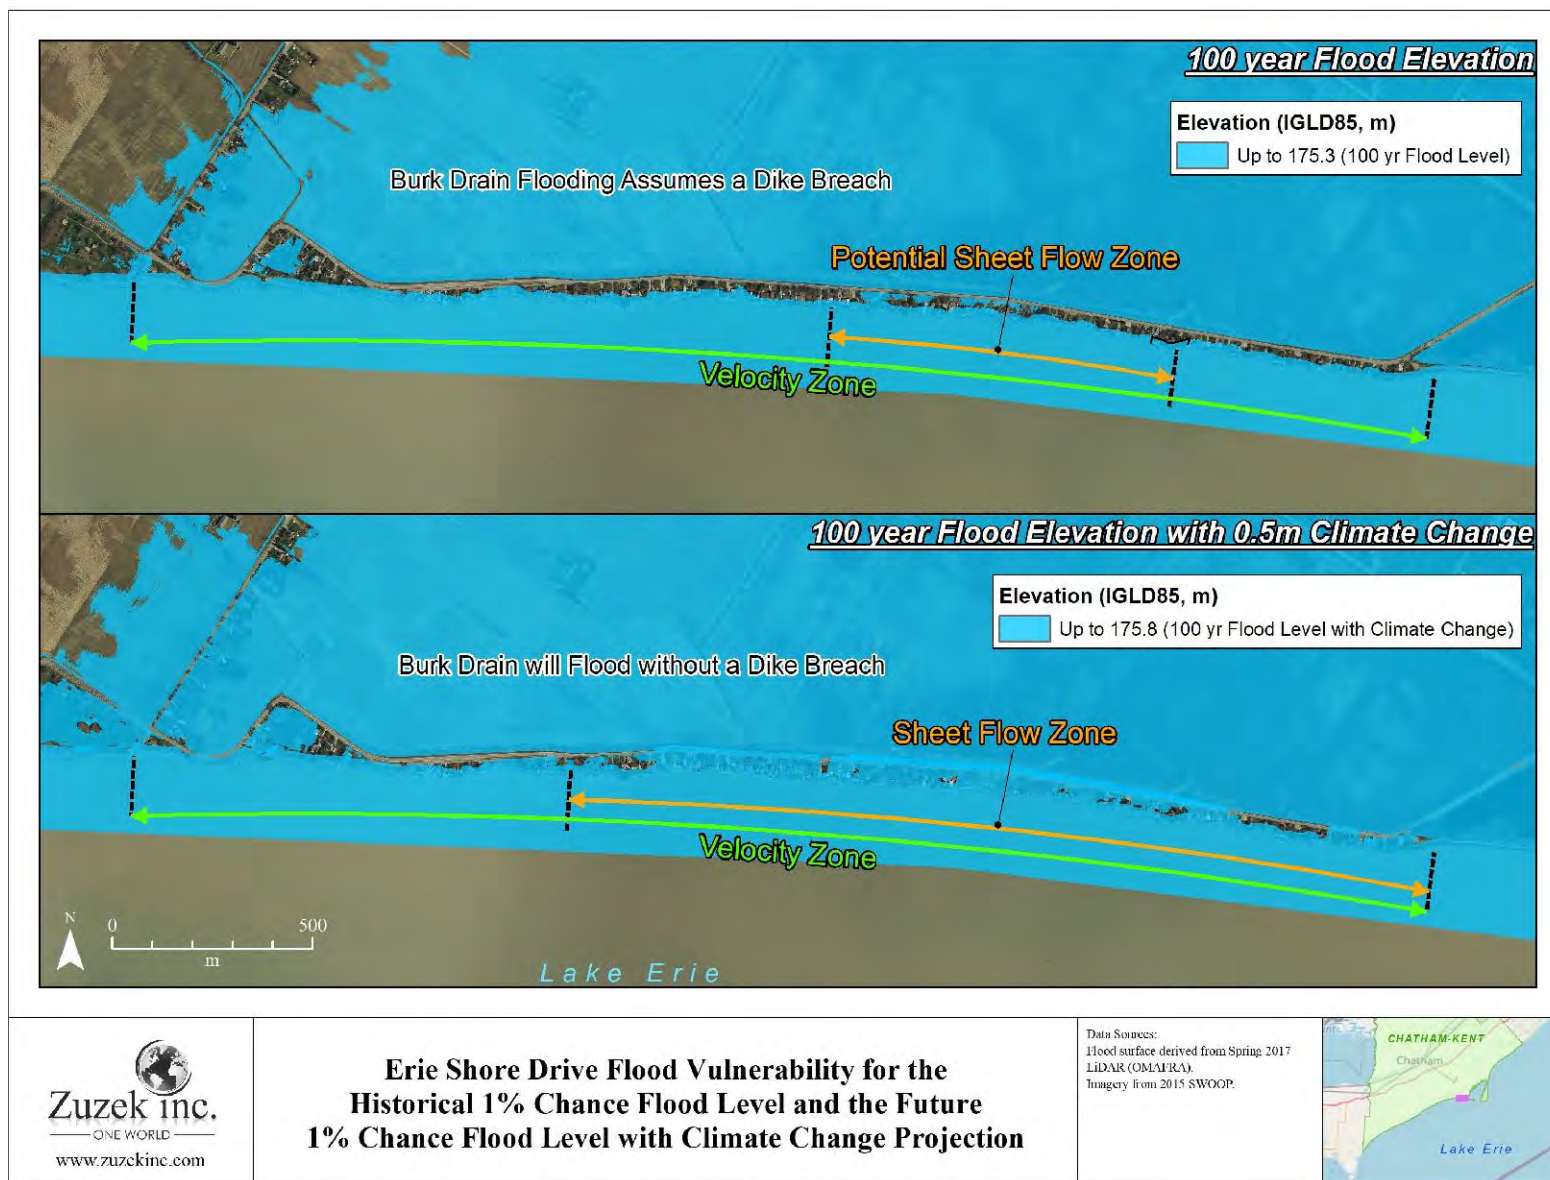 100 year Flood Elevation
Elevation (IGLD85, m)
Up to 175.3 (100 yr Flood Level)
Burk Drain Flooding Assumes a Dike Breach
Potential Sheet Flow Zone
Velocity Zone
100 year Flood Elevation with 0.5m Climate Change
Elevation (IGLD85, m)
Up to 175.8 (100 yr Flood Level with Climate Change)
Burk Drain will Flood without a Dike Breach
Sheet Flow Zone
Velocity Zone
N
0 500
m
Lake Erie
Zuzek inc.
ONE WORLD
www.zuzekinc.com
Erie Shore Drive Flood Vulnerability for the
Historical 1% Chance Flood Level and the Future
1% Chance Flood Level with Climate Change Projection
Data Sources:
Flood surface derived from Spring 2017
LiDAR (OMAFRA).
Imagery from 2015 SWOOP.
CHATHAM-KENT
Chatham
Lake Erie